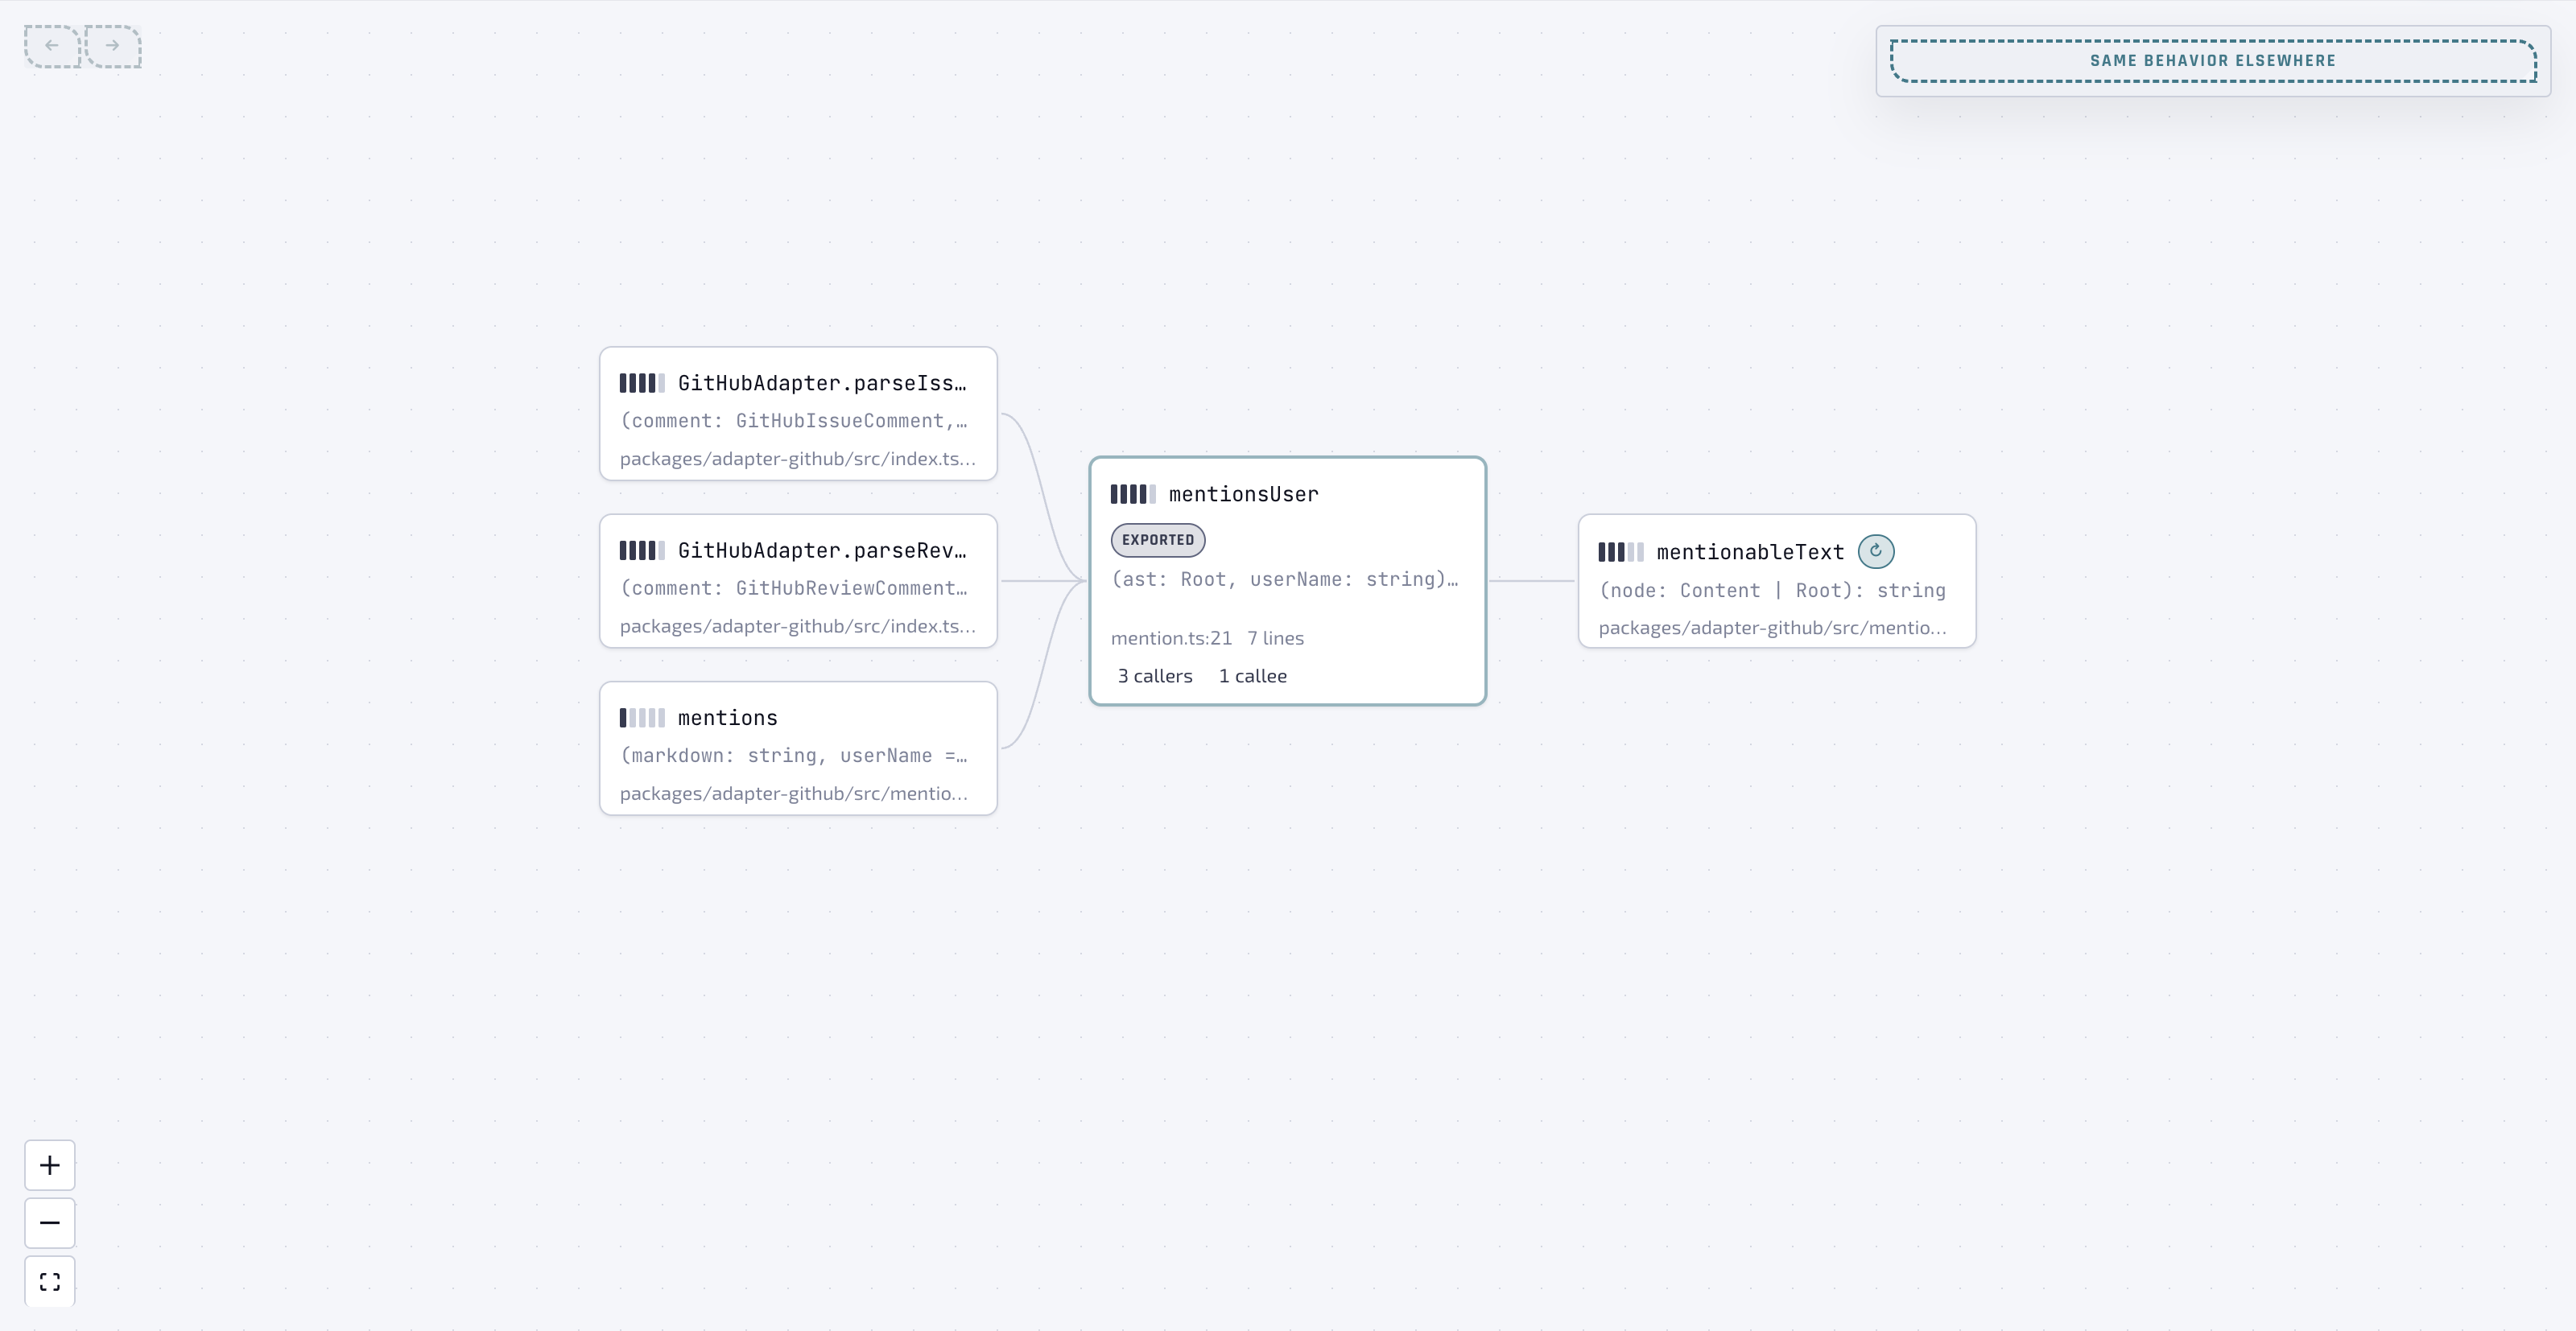 SAME BEHAVIOR ELSEWHERE
GitHubAdapter.parseIss…
(comment: GitHubIssueComment,…
packages/adapter-github/src/index.ts…
GitHubAdapter.parseRev…
(comment: GitHubReviewComment…
packages/adapter-github/src/index.ts…
mentions
(markdown: string, userName =…
packages/adapter-github/src/mentio…
mentionsUser
EXPORTED
(ast: Root, userName: string)…
mention.ts:21 7 lines
3 callers 1 callee
mentionableText
(node: Content | Root): string
packages/adapter-github/src/mentio…